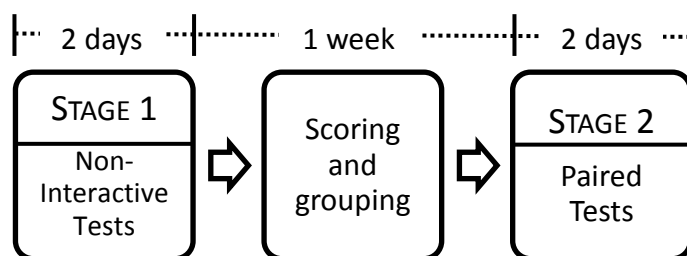 2 days
1 week
2 days
STAGE 1
Non-
Interactive
Tests
Scoring
and
grouping
STAGE 2
Paired
Tests